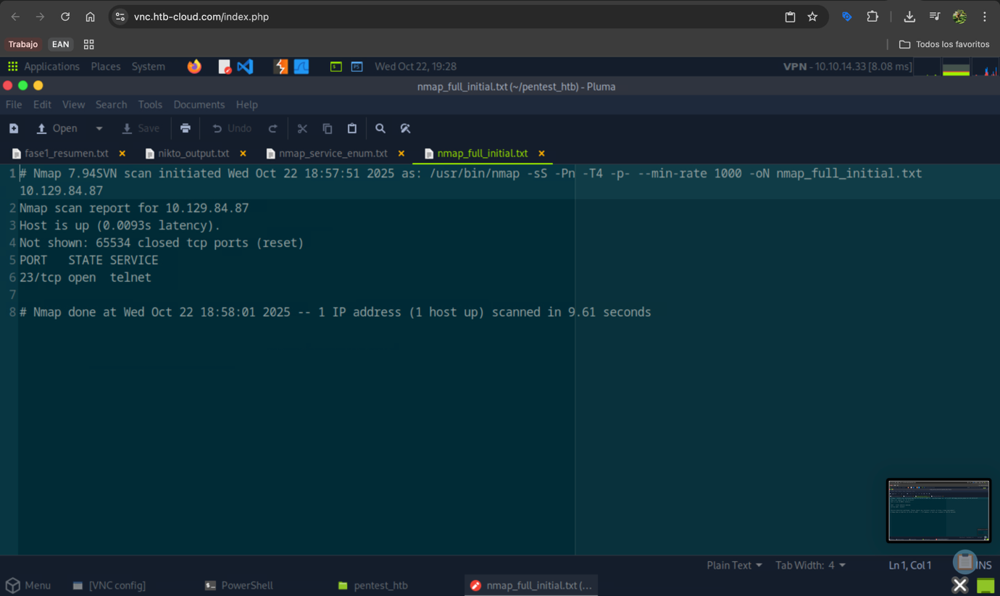 vnc.htb-cloud.com/index.php
Trabajo EAN Todos los favoritos
Applications Places System Wed Oct 22, 19:28 VPN - 10.10.14.33 [8.08 ms]
nmap_full_initial.txt (~/pentest_htb) - Pluma
File Edit View Search Tools Documents Help
Open Save Undo
fase1_resumen.txt nikto_output.txt nmap_service_enum.txt nmap_full_initial.txt
1 # Nmap 7.94SVN scan initiated Wed Oct 22 18:57:51 2025 as: /usr/bin/nmap -sS -Pn -T4 -p- --min-rate 1000 -oN nmap_full_initial.txt
10.129.84.87
2 Nmap scan report for 10.129.84.87
3 Host is up (0.0093s latency).
4 Not shown: 65534 closed tcp ports (reset)
5 PORT STATE SERVICE
6 23/tcp open telnet
7
8 # Nmap done at Wed Oct 22 18:58:01 2025 -- 1 IP address (1 host up) scanned in 9.61 seconds
Plain Text Tab Width: 4 Ln 1, Col 1 INS
Menu [VNC config] PowerShell pentest_htb nmap_full_initial.txt (...